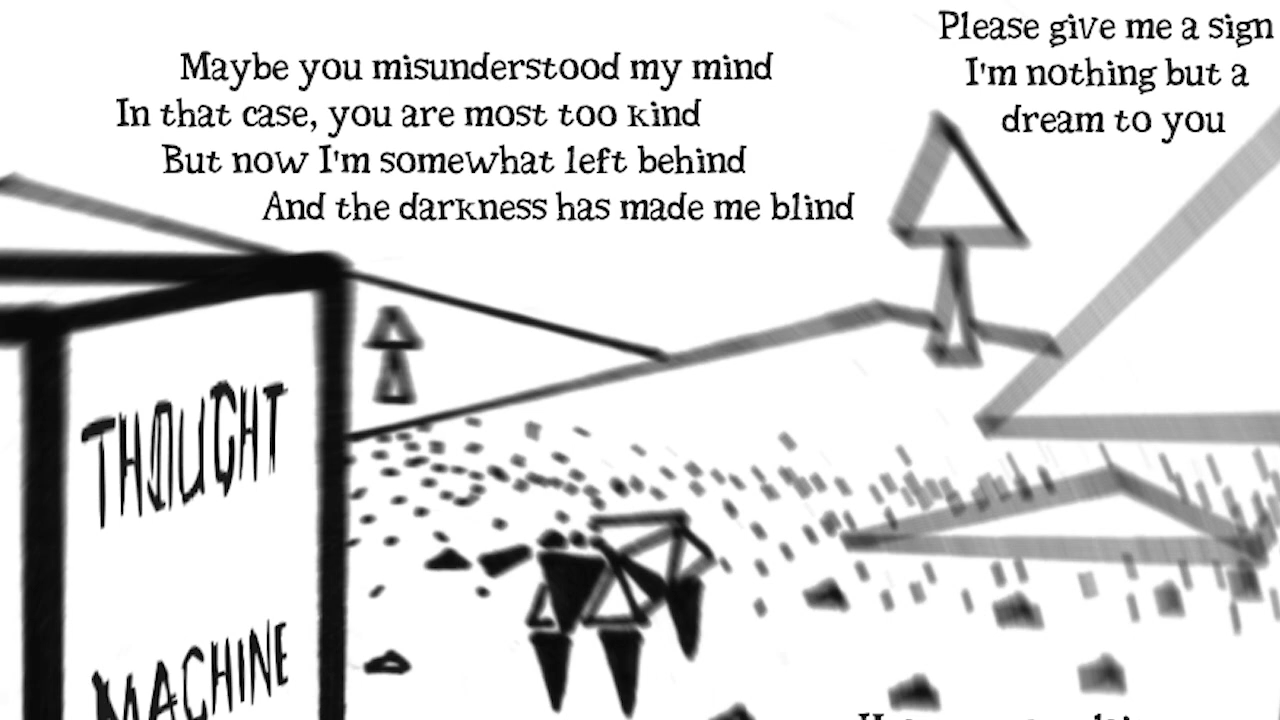 Please give me a sign
I'm nothing but a
dream to you
Maybe you misunderstood my mind
In that case, you are most too kind
But now I'm somewhat left behind
And the darkness has made me blind
THOUGHT
MACHINE